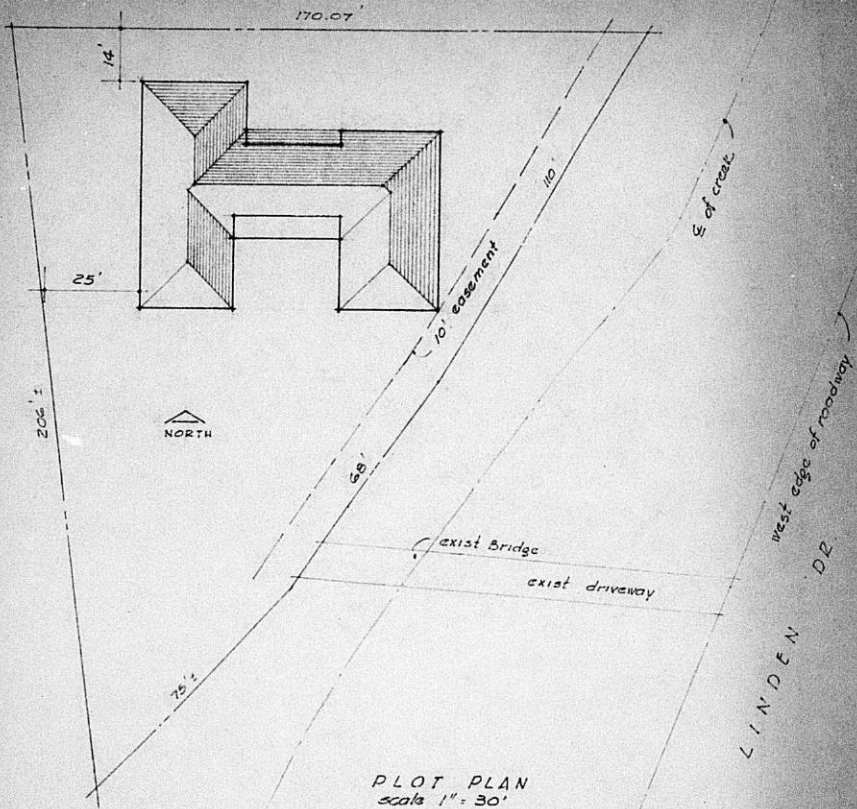 170.07'
14'
110'
℄ of creek
10' easement
25'
206' ±
NORTH
68'
west edge of roadway
exist Bridge
exist driveway
LINDEN DR.
75' ±
PLOT PLAN
scale 1" = 30'